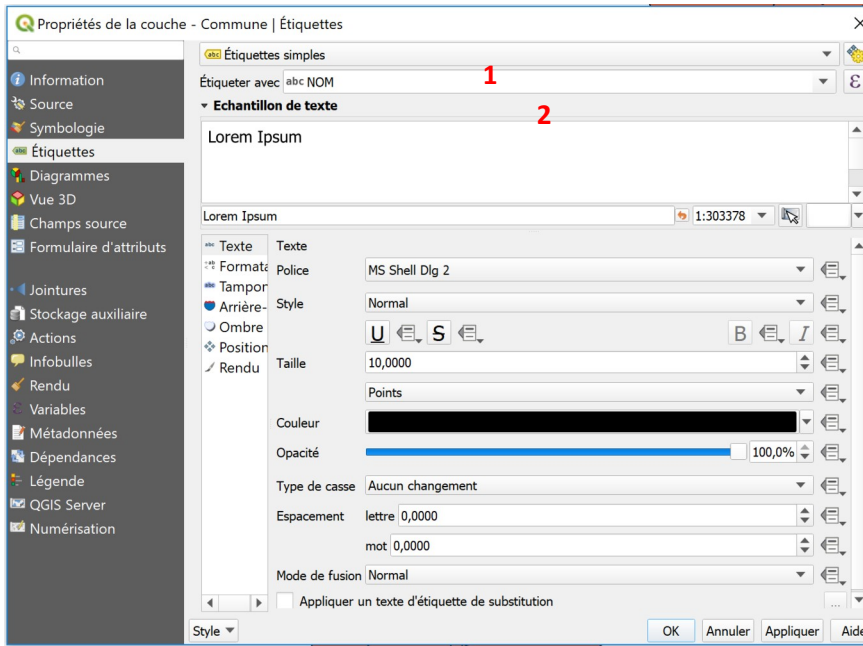 Propriétés de la couche - Commune | Étiquettes
abc Étiquettes simples
Information
Étiqueter avec abc NOM
1
ε
Source
Echantillon de texte
2
Symbologie
Lorem Ipsum
abc Étiquettes
Diagrammes
Vue 3D
Champs source
Lorem Ipsum
1:303378
Formulaire d'attributs
abc Texte
Texte
Formata
Police
MS Shell Dlg 2
Jointures
Tampon
Stockage auxiliaire
Arrière-
Style
Normal
Actions
Ombre
U S B I
Infobulles
Position
Rendu
Rendu
Taille
10,0000
Variables
Points
Métadonnées
Couleur
Dépendances
Opacité
100,0%
Légende
Type de casse
Aucun changement
QGIS Server
Espacement
lettre 0,0000
Numérisation
mot 0,0000
Mode de fusion Normal
Appliquer un texte d'étiquette de substitution
...
Style
OK
Annuler
Appliquer
Aide